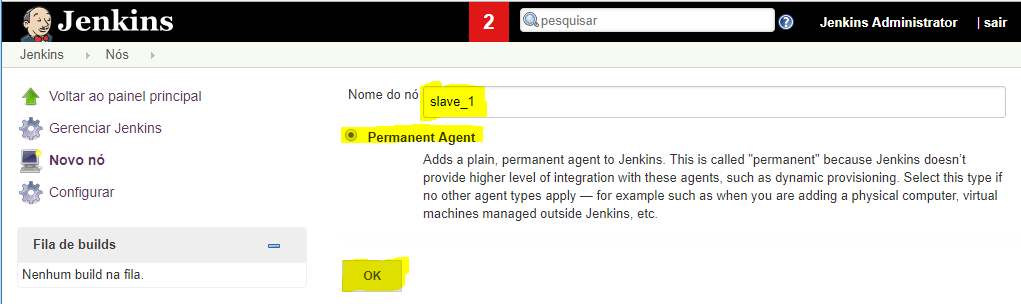 Jenkins
2
pesquisar
Jenkins Administrator
| sair
Jenkins
Nós
Voltar ao painel principal
Gerenciar Jenkins
Novo nó
Configurar
Fila de builds
Nenhum build na fila.
Nome do nó
slave_1
Permanent Agent
Adds a plain, permanent agent to Jenkins. This is called "permanent" because Jenkins doesn't
provide higher level of integration with these agents, such as dynamic provisioning. Select this type if
no other agent types apply — for example such as when you are adding a physical computer, virtual
machines managed outside Jenkins, etc.
OK